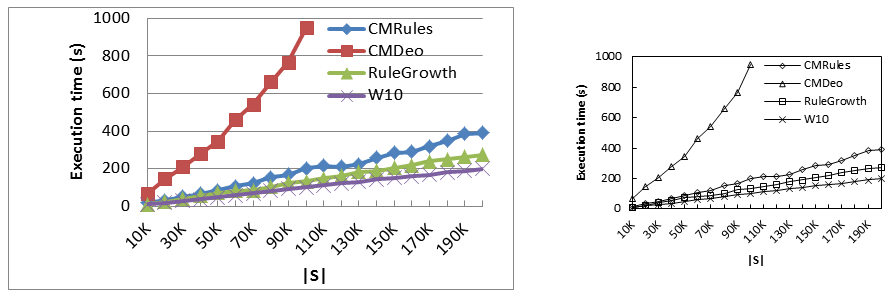 1000
800
600
400
200
0
Execution time (s)
CMRules
CMDeo
RuleGrowth
W10
10K
30K
50K
70K
90K
110K
130K
150K
170K
190K
|S|
1000
800
600
400
200
0
Execution time (s)
CMRules
CMDeo
RuleGrowth
W10
10K
30K
50K
70K
90K
110K
130K
150K
170K
190K
|S|